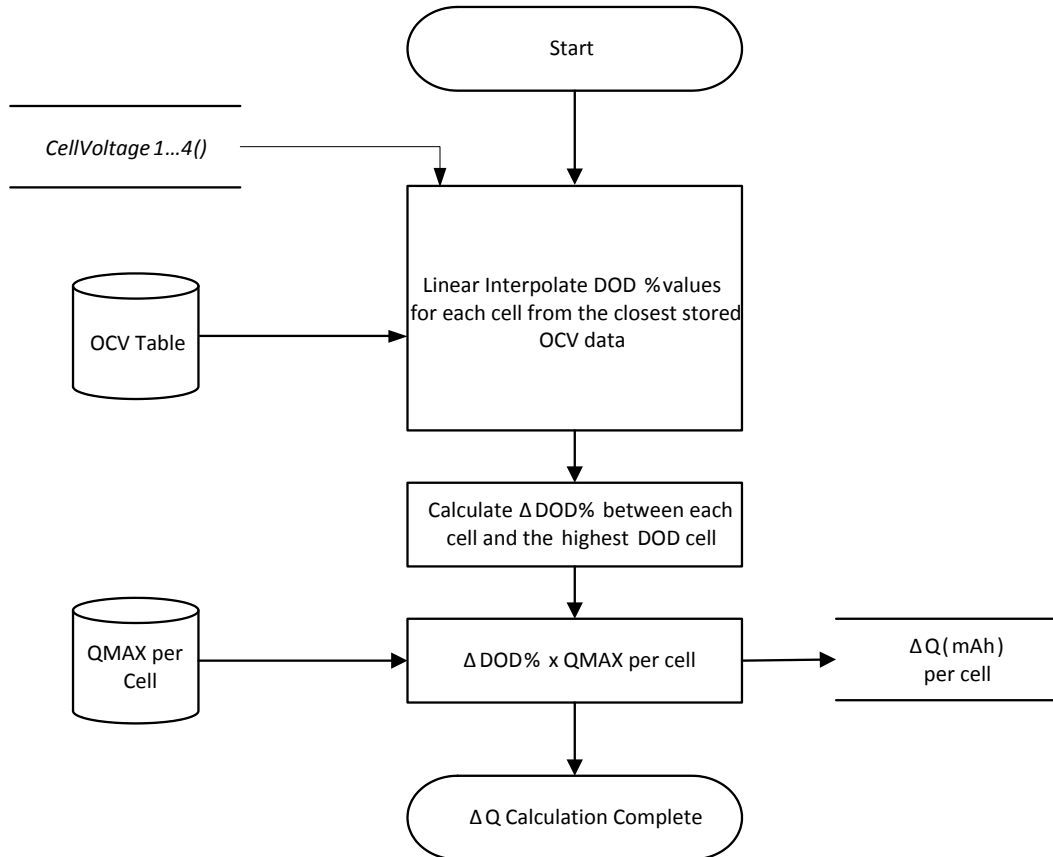 Start
CellVoltage 1...4()
Linear Interpolate DOD % values
for each cell from the closest stored
OCV data
OCV Table
Calculate Δ DOD% between each
cell and the highest DOD cell
QMAX per
Cell
Δ DOD% x QMAX per cell
Δ Q (mAh)
per cell
Δ Q Calculation Complete